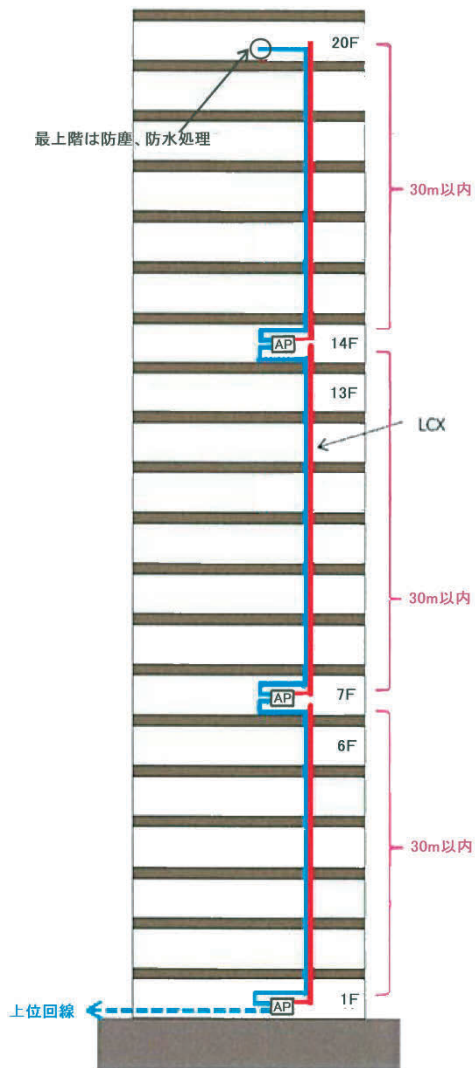 20F
最上階は防塵、防水処理
30m以内
AP
14F
13F
LCX
30m以内
AP
7F
6F
30m以内
1F
AP
上位回線